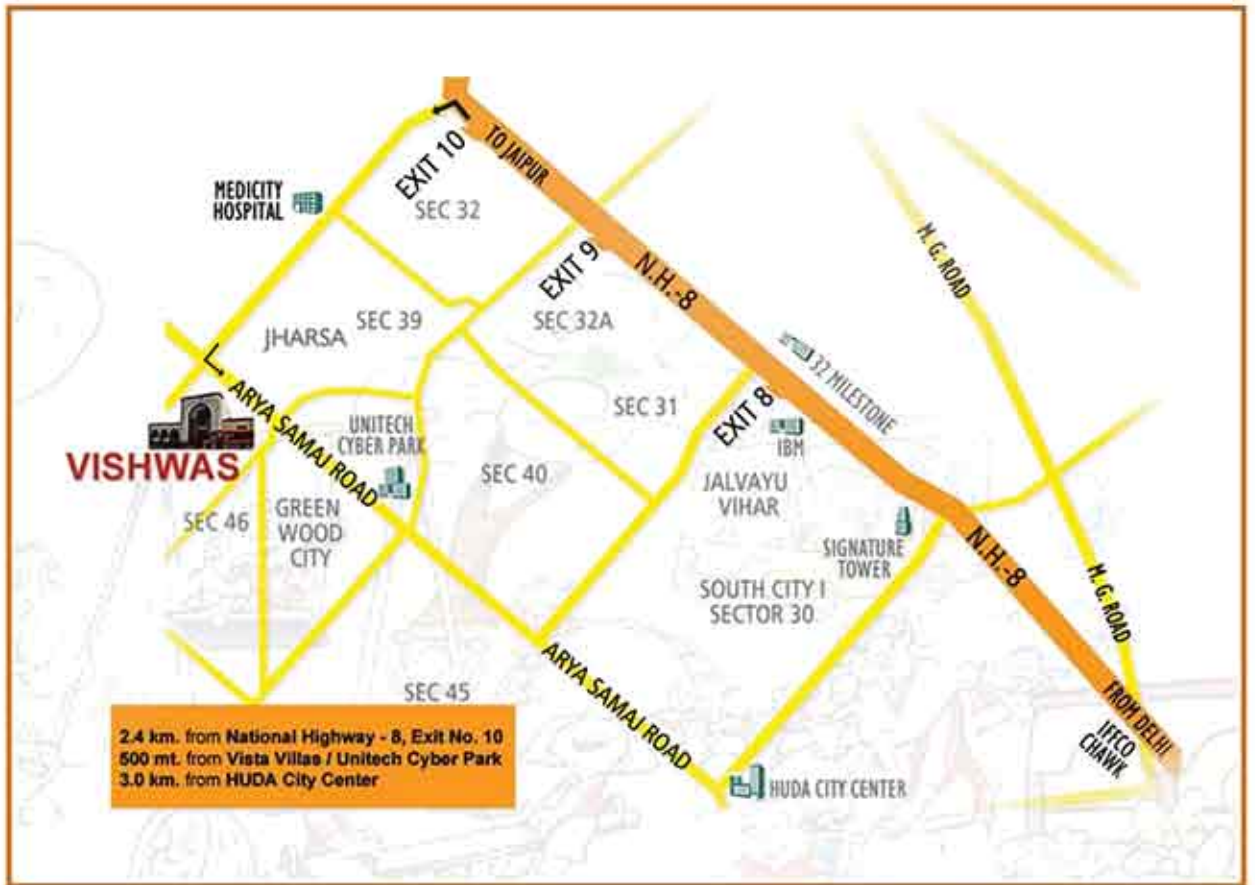 TO JAIPUR
EXIT 10
MEDICITY
HOSPITAL
SEC 32
M. G. ROAD
EXIT 9
N.H.-8
SEC 39
SEC 32A
JHARSA
32 MILESTONE
ARYA SAMAJ ROAD
SEC 31
EXIT 8
UNITECH
CYBER PARK
IBM
VISHWAS
SEC 40
JALVAYU
VIHAR
SEC 46
GREEN
WOOD
CITY
SIGNATURE
TOWER
N.H.-8
SOUTH CITY I
SECTOR 30
M. G. ROAD
ARYA SAMAJ ROAD
SEC 45
FROM DELHI
IFFCO
CHAWK
2.4 km. from National Highway - 8, Exit No. 10
500 mt. from Vista Villas / Unitech Cyber Park
3.0 km. from HUDA City Center
HUDA CITY CENTER